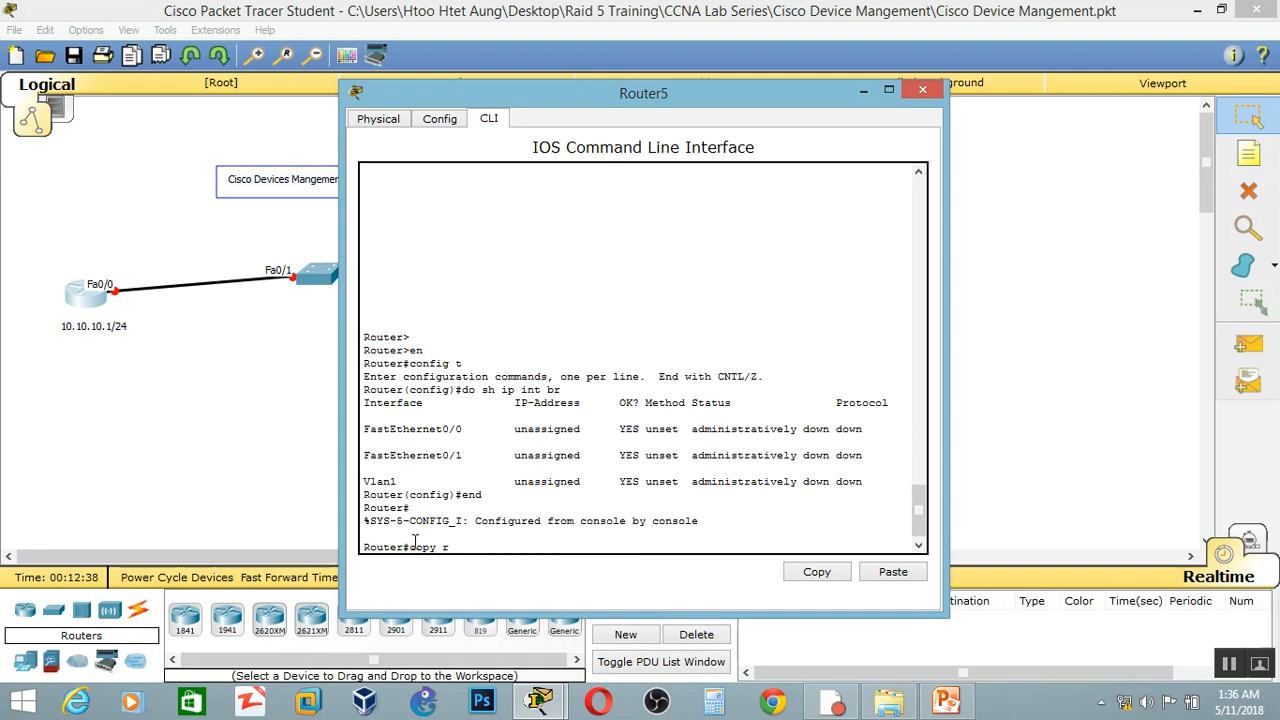 Cisco Packet Tracer Student - C:\Users\Htoo Htet Aung\Desktop\Raid 5 Training\CCNA Lab Series\Cisco Device Mangement\Cisco Device Mangement.pkt
File Edit Options View Tools Extensions Help
Logical [Root] Viewport
Router5
Physical Config CLI
IOS Command Line Interface
Cisco Devices Mangemen
Fa0/1
Fa0/0
10.10.10.1/24
Router>
Router>en
Router#config t
Enter configuration commands, one per line. End with CNTL/Z.
Router(config)#do sh ip int br
Interface IP-Address OK? Method Status Protocol
FastEthernet0/0 unassigned YES unset administratively down down
FastEthernet0/1 unassigned YES unset administratively down down
Vlan1 unassigned YES unset administratively down down
Router(config)#end
Router#
%SYS-5-CONFIG_I: Configured from console by console
Router#copy r
Copy Paste
Time: 00:12:38 Power Cycle Devices Fast Forward Time
Realtime
Routers
1841 1941 2620XM 2621XM 2811 2901 2911 819 Generic Generic
(Select a Device to Drag and Drop to the Workspace)
New Delete
Toggle PDU List Window
tination Type Color Time(sec) Periodic Num
1:36 AM
5/11/2018